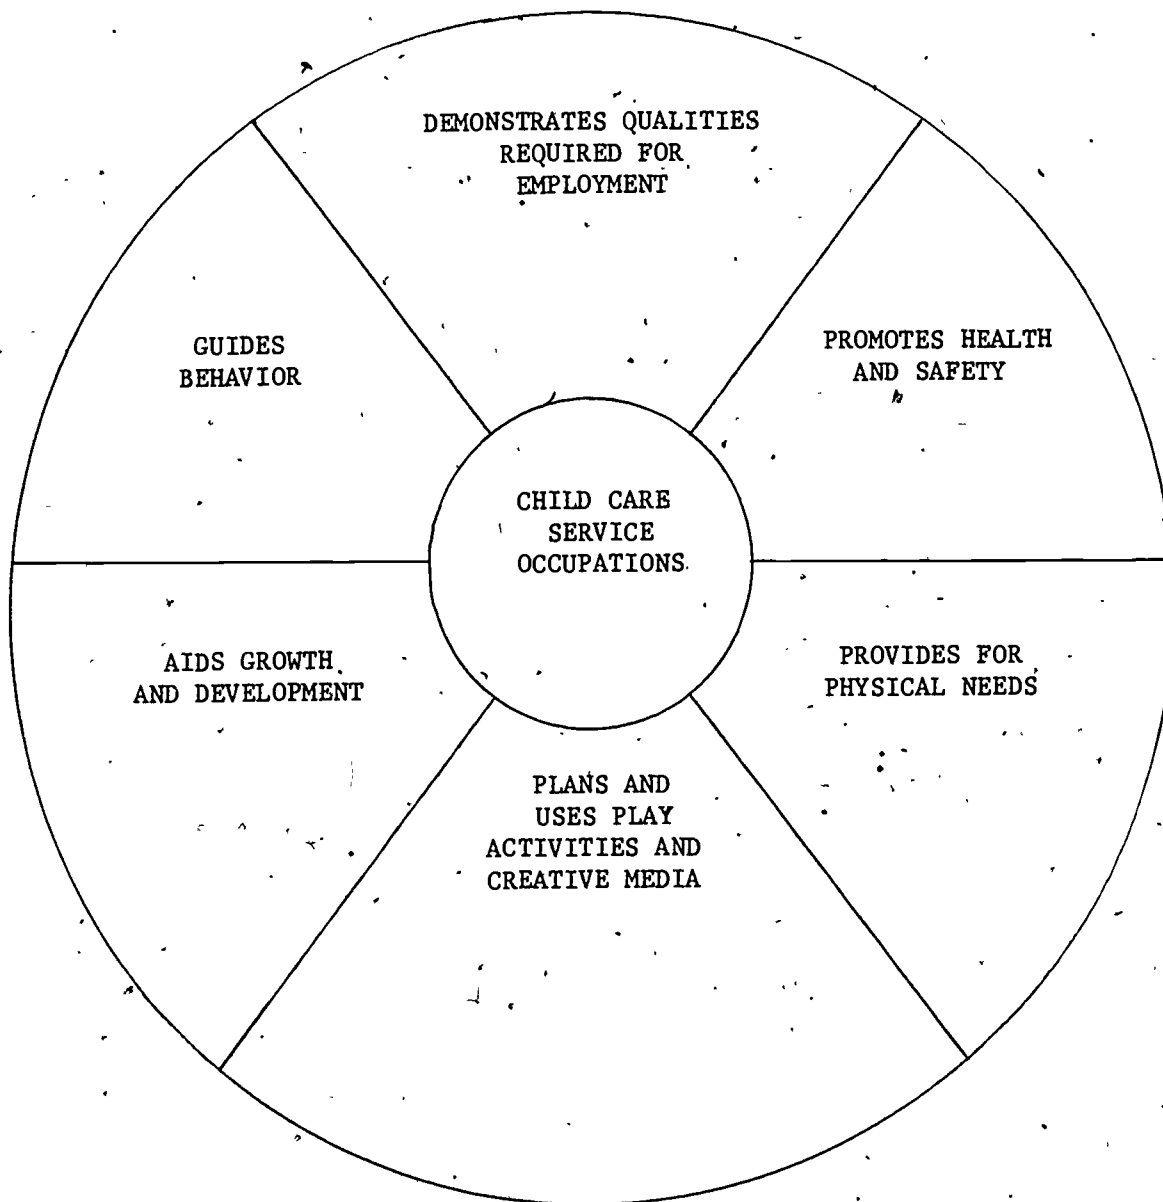 DEMONSTRATES QUALITIES
REQUIRED FOR
EMPLOYMENT
GUIDES
BEHAVIOR
PROMOTES HEALTH
AND SAFETY
CHILD CARE
SERVICE
OCCUPATIONS
AIDS GROWTH
AND DEVELOPMENT
PROVIDES FOR
PHYSICAL NEEDS
PLANS AND
USES PLAY
ACTIVITIES AND
CREATIVE MEDIA